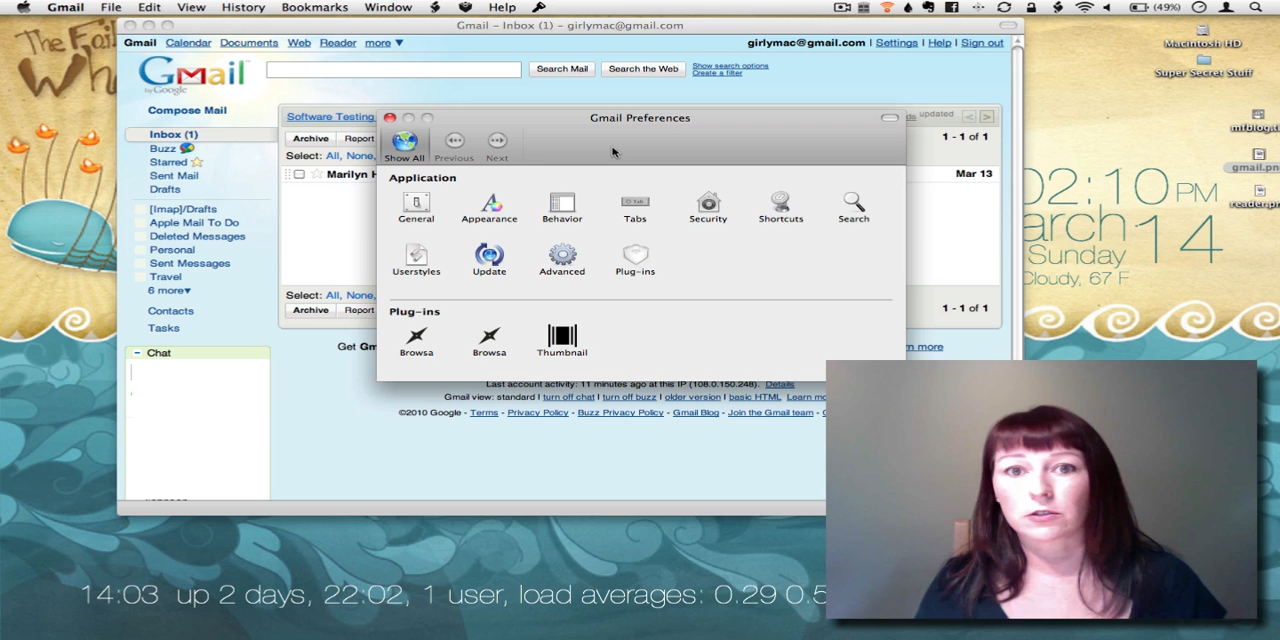 Gmail File Edit View History Bookmarks Window Help (49%)
Gmail – Inbox (1) – girlymac@gmail.com
Gmail Calendar Documents Web Reader more ▼ girlymac@gmail.com | Settings | Help | Sign out
Gmail
by Google
Search Mail Search the Web
Show search options
Create a filter
Compose Mail
Inbox (1)
Buzz
Starred
Sent Mail
Drafts
[Imap]/Drafts
Apple Mail To Do
Deleted Messages
Personal
Sent Messages
Travel
6 more▼
Contacts
Tasks
Chat
Software Testing
updated < >
Archive Report
1 - 1 of 1
Select: All, None,
Marilyn
Mar 13
Select: All, None,
Archive Report
1 - 1 of 1
Get
more
Last account activity: 11 minutes ago at this IP (108.0.150.248). Details
Gmail view: standard | turn off chat | turn off buzz | older version | basic HTML Learn
©2010 Google - Terms - Privacy Policy - Buzz Privacy Policy - Gmail Blog - Join the Gmail team -
Gmail Preferences
Show All Previous Next
Application
General Appearance Behavior Tabs Security Shortcuts Search
Userstyles Update Advanced Plug-ins
Plug-ins
Browsa Browsa Thumbnail
The
Macintosh HD
Super Secret Stuff
02:10 PM
arch 14
Sunday
Cloudy, 67 F
14:03 up 2 days, 22:02, 1 user, load averages: 0.29